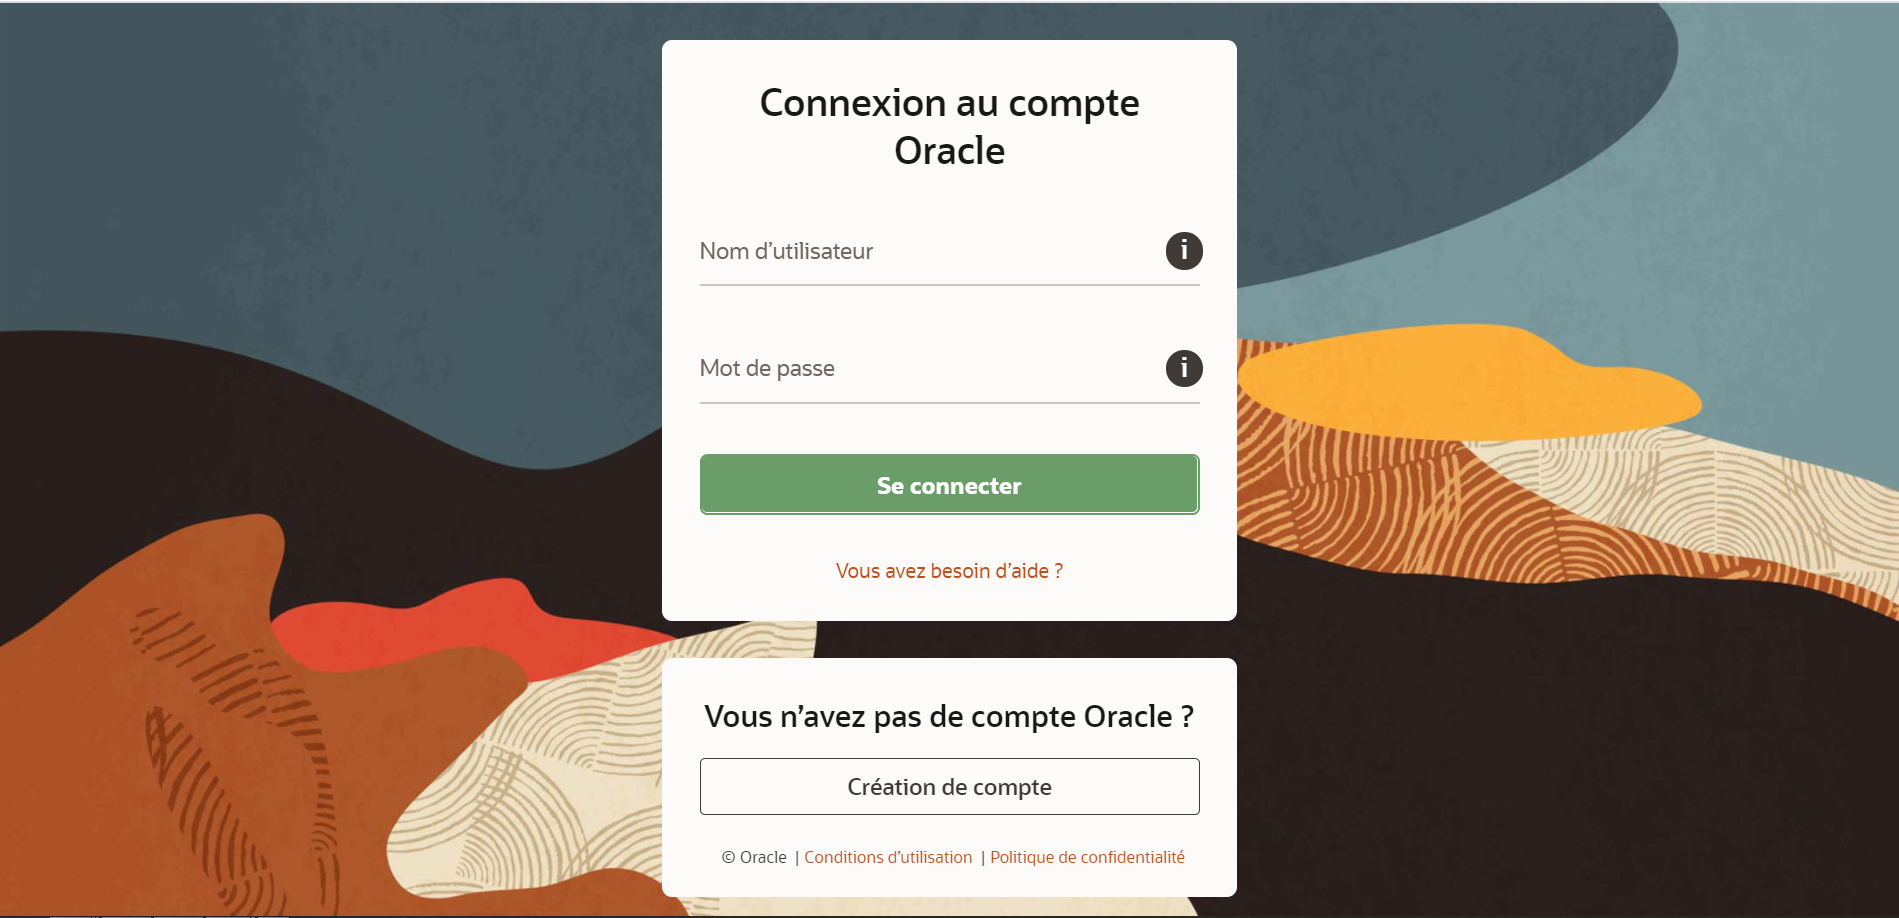 Connexion au compte
Oracle
Nom d’utilisateur
Mot de passe
Se connecter
Vous avez besoin d’aide ?
Vous n’avez pas de compte Oracle ?
Création de compte
© Oracle | Conditions d’utilisation | Politique de confidentialité